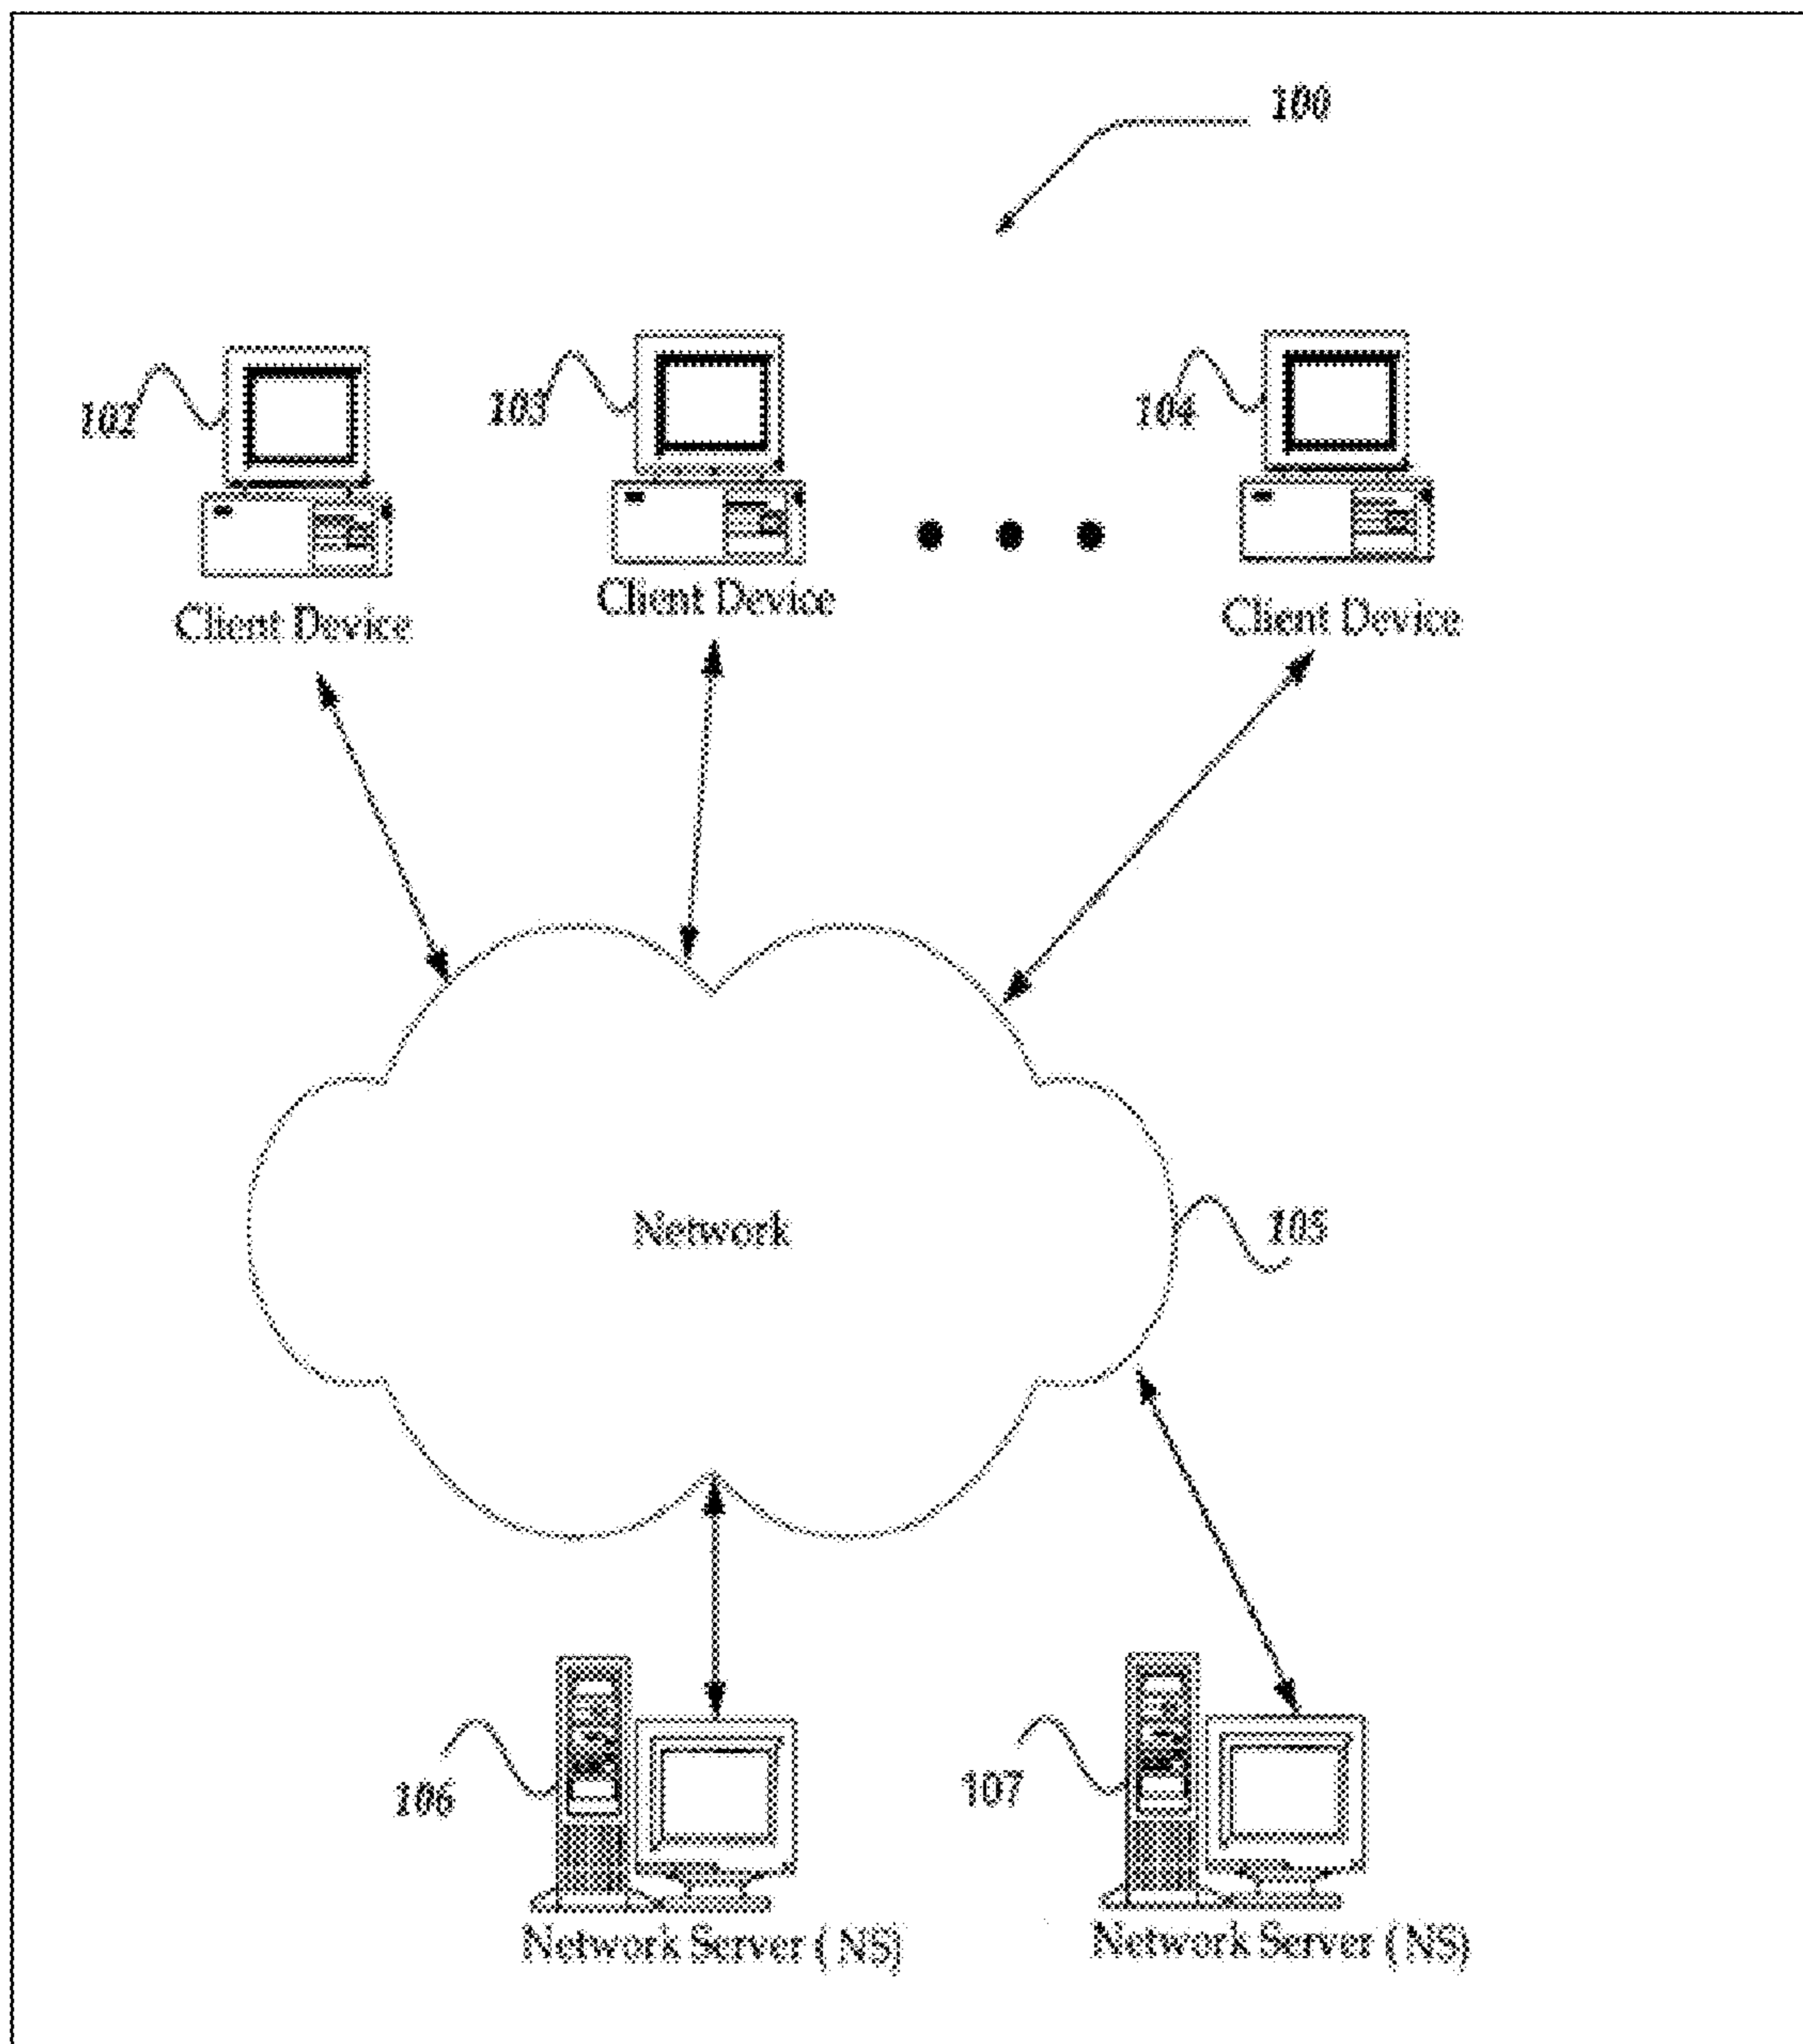 100
102
103
104
Client Device
Client Device
Client Device
Network
105
106
107
Network Server ( NS)
Network Server (NS)